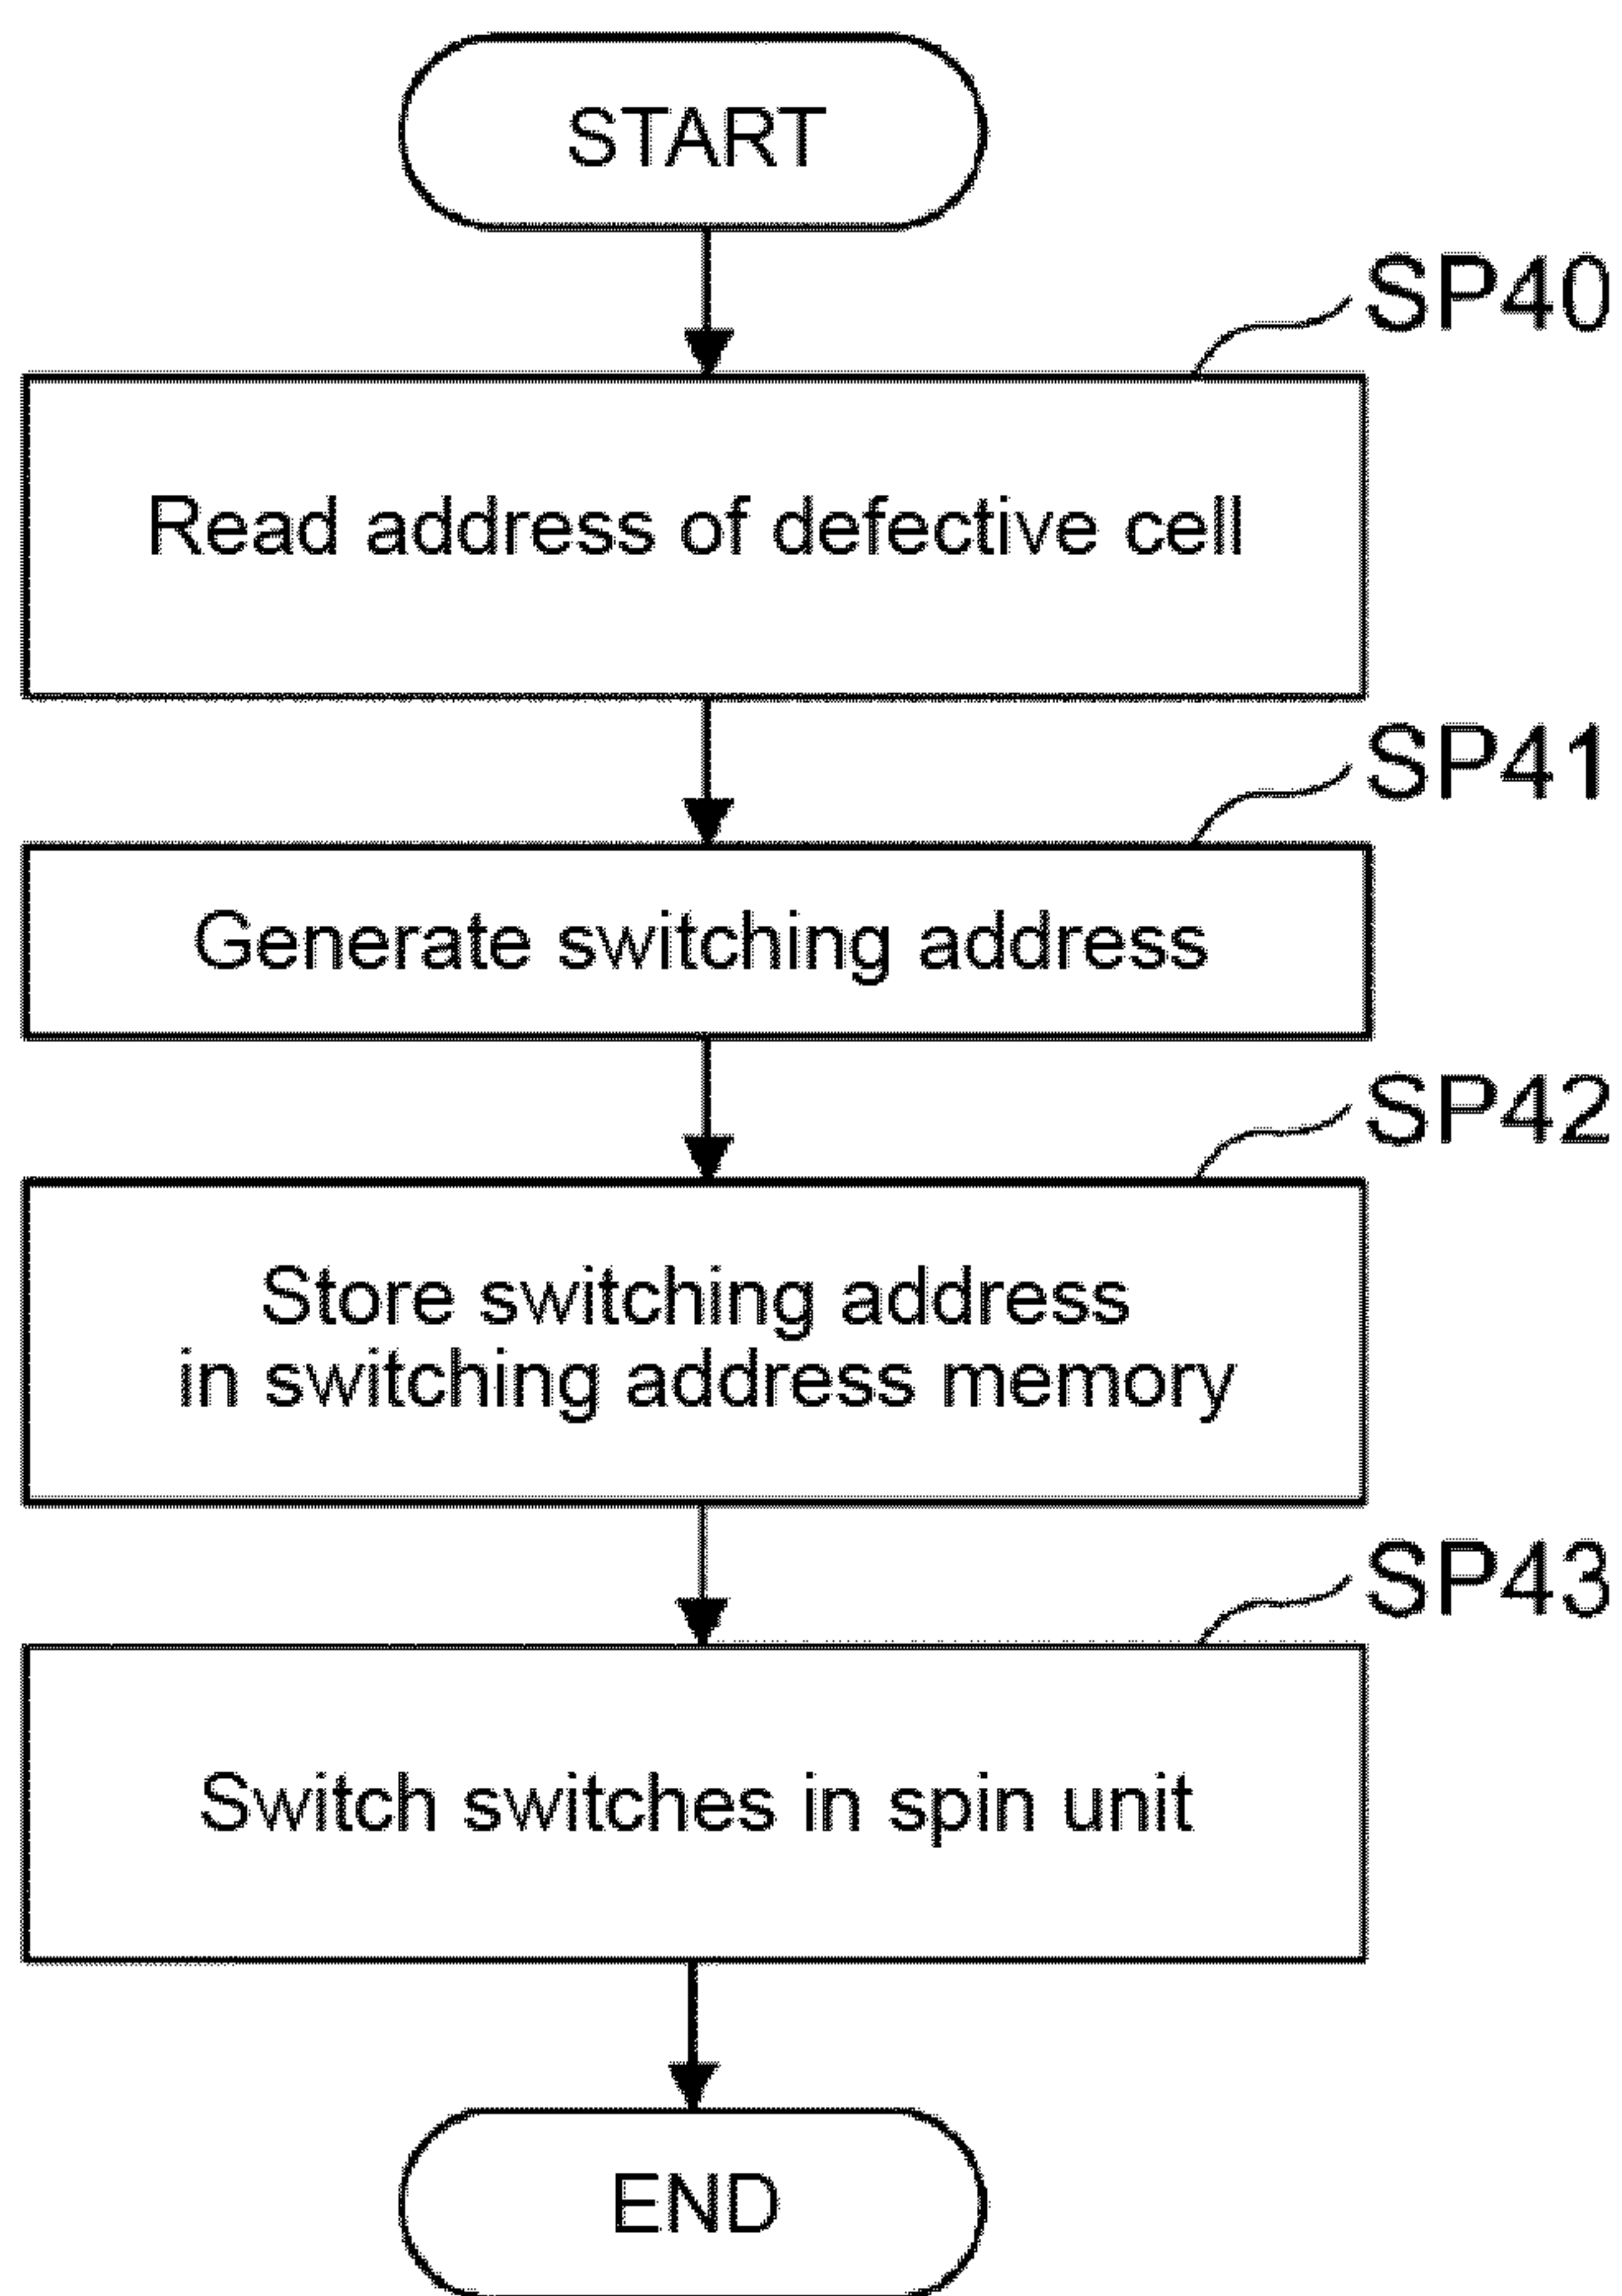 START
SP40
Read address of defective cell
SP41
Generate switching address
SP42
Store switching address
in switching address memory
SP43
Switch switches in spin unit
END